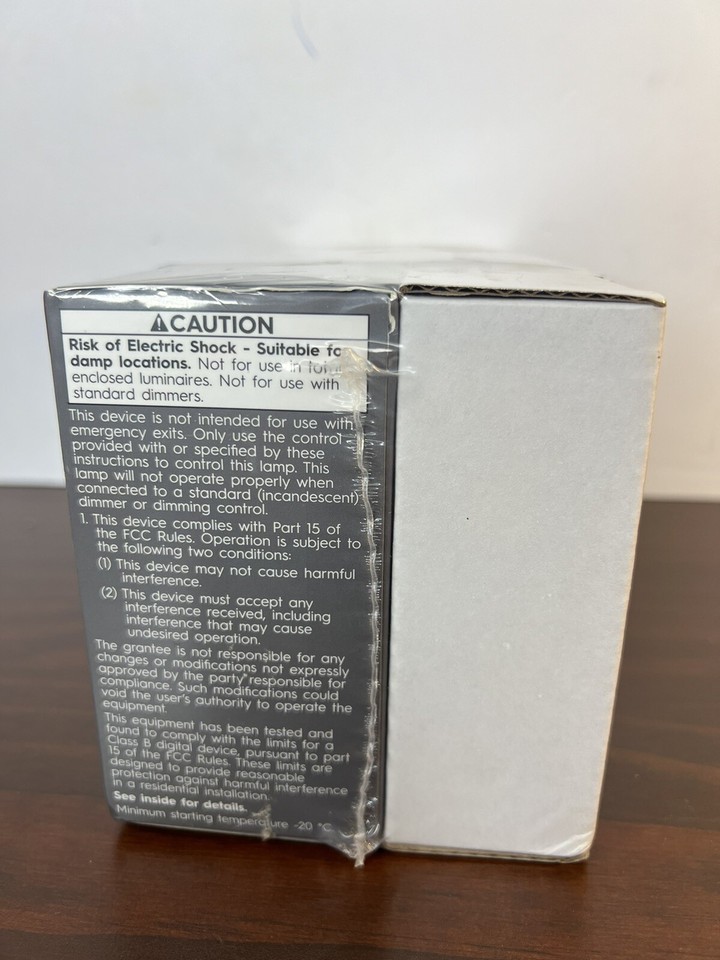 ⚠CAUTION
Risk of Electric Shock - Suitable fo
damp locations. Not for use in tot
enclosed luminaires. Not for use with
standard dimmers.
This device is not intended for use with
emergency exits. Only use the control
provided with or specified by these
instructions to control this lamp. This
lamp will not operate properly when
connected to a standard (incandescent)
dimmer or dimming control.
1. This device complies with Part 15 of
the FCC Rules. Operation is subject to
the following two conditions:
(1) This device may not cause harmful
interference.
(2) This device must accept any
interference received, including
interference that may cause
undesired operation.
The grantee is not responsible for any
changes or modifications not expressly
approved by the party responsible for
compliance. Such modifications could
void the user's authority to operate the
equipment.
This equipment has been tested and
found to comply with the limits for a
Class B digital device, pursuant to part
15 of the FCC Rules. These limits are
designed to provide reasonable
protection against harmful interference
in a residential installation.
See inside for details.
Minimum starting temperature -20 °C